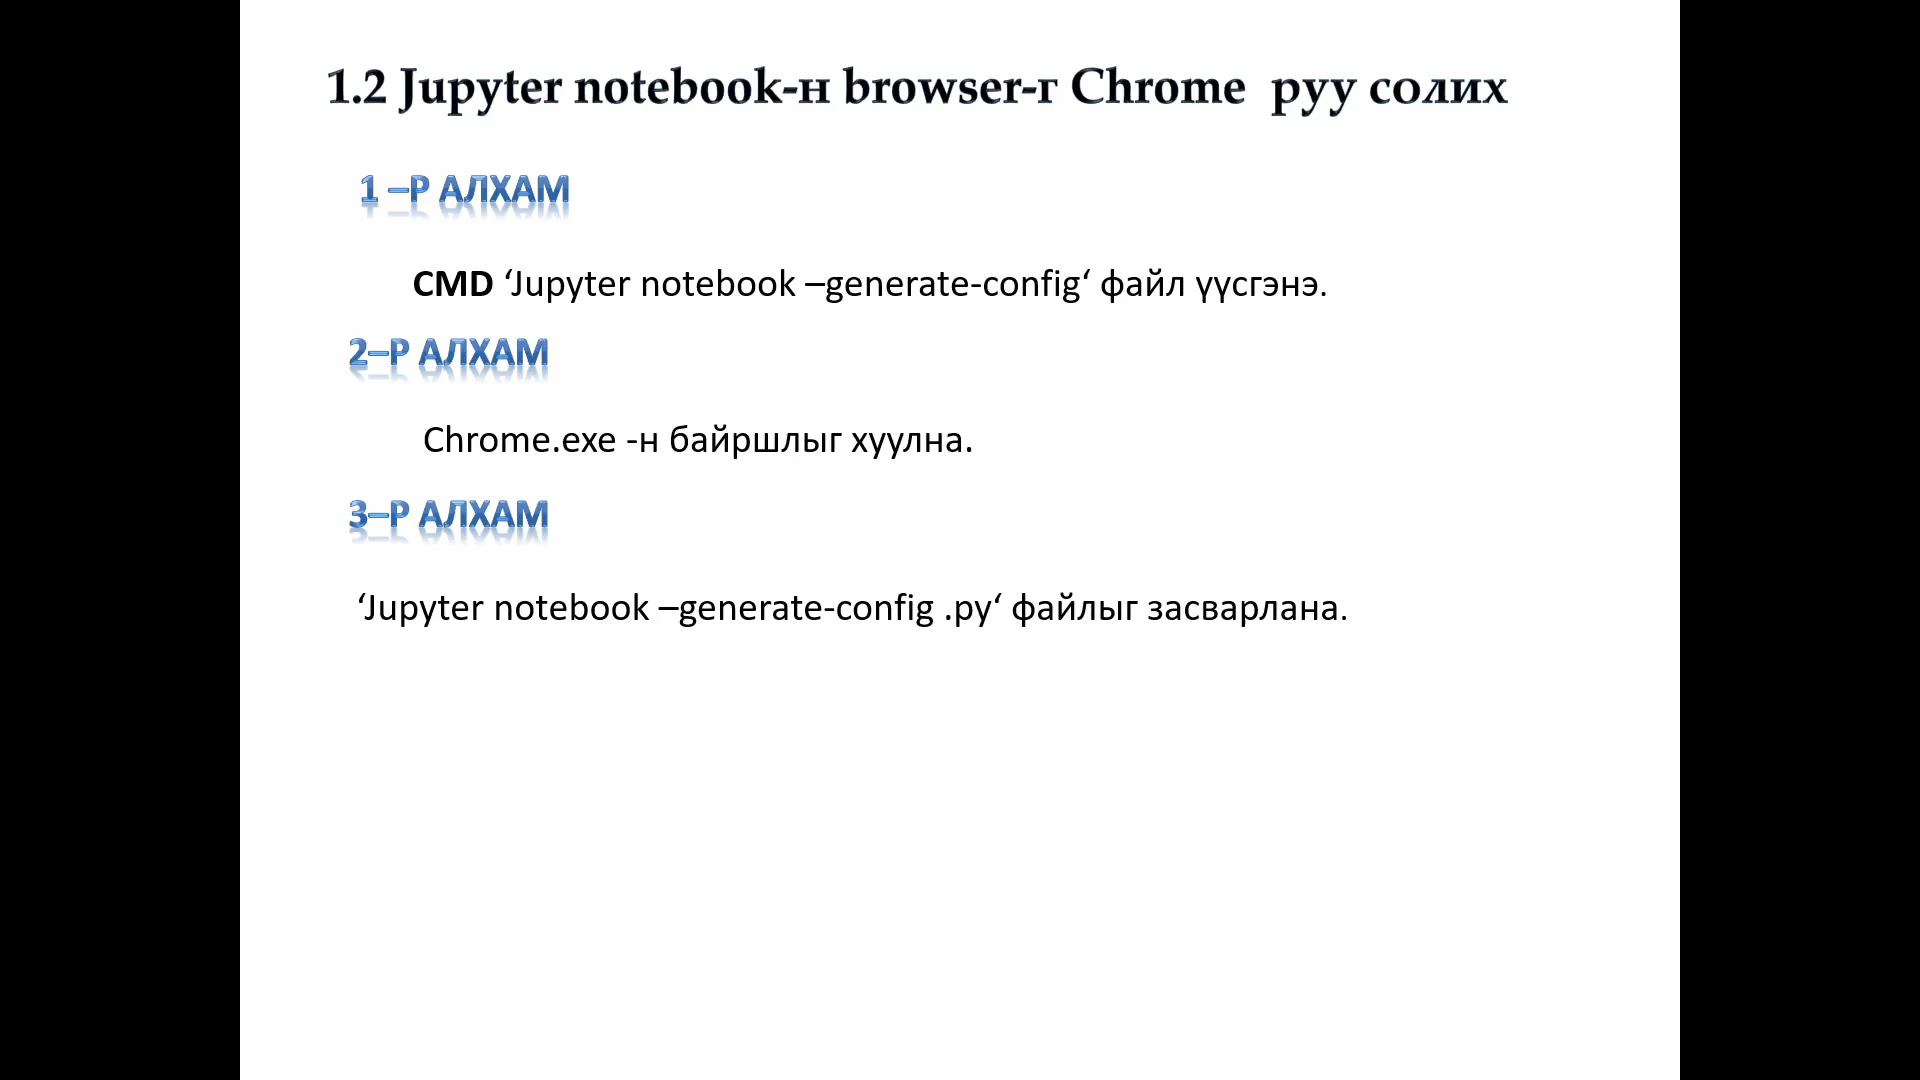 1.2 Jupyter notebook-н browser-г Chrome  руу солих
1 –Р АЛХАМ
CMD ‘Jupyter notebook –generate-config‘ файл үүсгэнэ.
2–Р АЛХАМ
Chrome.exe -н байршлыг хуулна.
3–Р АЛХАМ
‘Jupyter notebook –generate-config .py‘ файлыг засварлана.